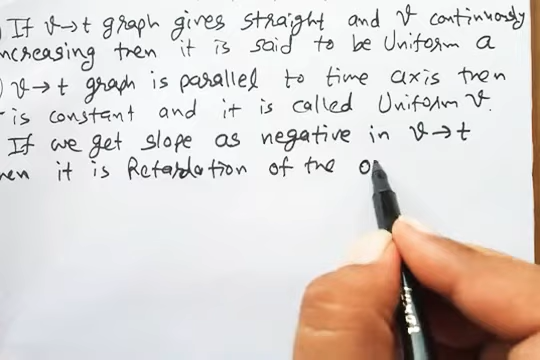 ) If v→t graph gives straight and v continuously
ncreasing then it is said to be Uniform a
) v→t graph is parallel to time axis then
is constant and it is called Uniform v.
If we get slope as negative in v→t
hen it is Retardation of the o